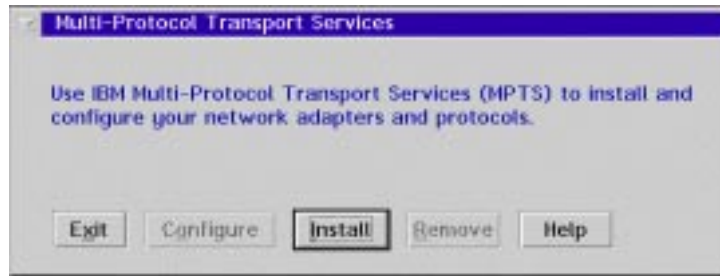 Multi-Protocol Transport Services
Use IBM Multi-Protocol Transport Services (MPTS) to install and
configure your network adapters and protocols.
Exit Configure Install Remove Help